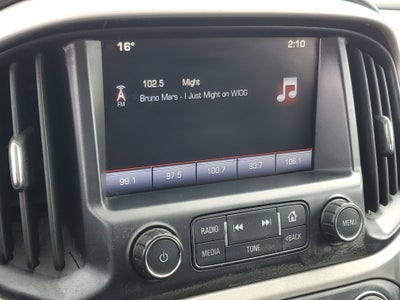 16°
2:10
102.5 Might
FM
Bruno Mars - I Just Might on WIOG
99.1 97.5 100.7 93.7 106.1
RADIO
MENU
MEDIA
TONE
<BACK